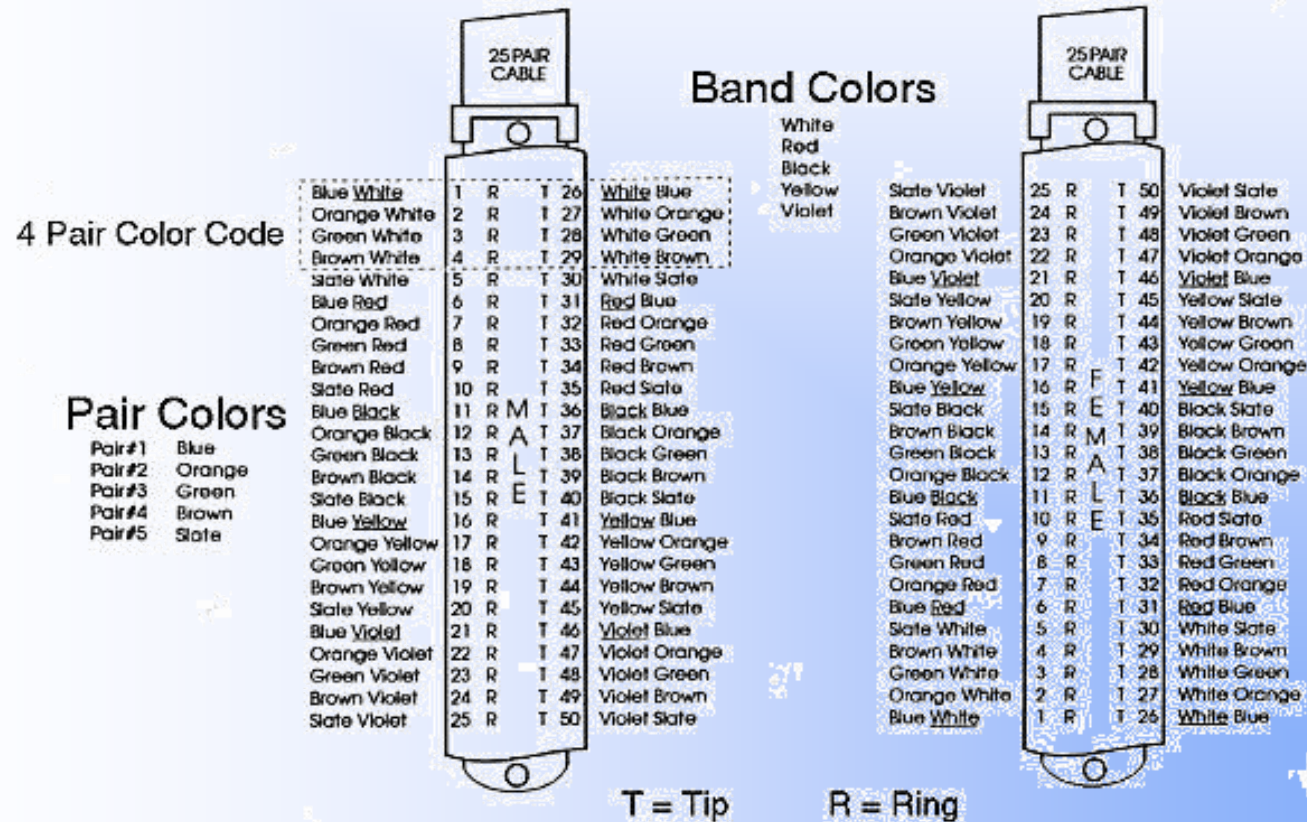 25 PAIR
CABLE
25 PAIR
CABLE
Band Colors
White
Red
Black
Yellow
Violet
4 Pair Color Code
Pair Colors
Pair#1 Blue
Pair#2 Orange
Pair#3 Green
Pair#4 Brown
Pair#5 Slate
Blue White 1 R T 26 White Blue
Orange White 2 R T 27 White Orange
Green White 3 R T 28 White Green
Brown White 4 R T 29 White Brown
Slate White 5 R T 30 White Slate
Blue Red 6 R T 31 Red Blue
Orange Red 7 R T 32 Red Orange
Green Red 8 R T 33 Red Green
Brown Red 9 R T 34 Red Brown
Slate Red 10 R T 35 Red Slate
Blue Black 11 R T 36 Black Blue
Orange Black 12 R T 37 Black Orange
Green Black 13 R T 38 Black Green
Brown Black 14 R T 39 Black Brown
Slate Black 15 R T 40 Black Slate
Blue Yellow 16 R T 41 Yellow Blue
Orange Yellow 17 R T 42 Yellow Orange
Green Yellow 18 R T 43 Yellow Green
Brown Yellow 19 R T 44 Yellow Brown
Slate Yellow 20 R T 45 Yellow Slate
Blue Violet 21 R T 46 Violet Blue
Orange Violet 22 R T 47 Violet Orange
Green Violet 23 R T 48 Violet Green
Brown Violet 24 R T 49 Violet Brown
Slate Violet 25 R T 50 Violet Slate
MALE
Slate Violet 25 R T 50 Violet Slate
Brown Violet 24 R T 49 Violet Brown
Green Violet 23 R T 48 Violet Green
Orange Violet 22 R T 47 Violet Orange
Blue Violet 21 R T 46 Violet Blue
Slate Yellow 20 R T 45 Yellow Slate
Brown Yellow 19 R T 44 Yellow Brown
Green Yellow 18 R T 43 Yellow Green
Orange Yellow 17 R T 42 Yellow Orange
Blue Yellow 16 R T 41 Yellow Blue
Slate Black 15 R T 40 Black Slate
Brown Black 14 R T 39 Black Brown
Green Black 13 R T 38 Black Green
Orange Black 12 R T 37 Black Orange
Blue Black 11 R T 36 Black Blue
Slate Red 10 R T 35 Red Slate
Brown Red 9 R T 34 Red Brown
Green Red 8 R T 33 Red Green
Orange Red 7 R T 32 Red Orange
Blue Red 6 R T 31 Red Blue
Slate White 5 R T 30 White Slate
Brown White 4 R T 29 White Brown
Green White 3 R T 28 White Green
Orange White 2 R T 27 White Orange
Blue White 1 R T 26 White Blue
FEMALE
T = Tip R = Ring